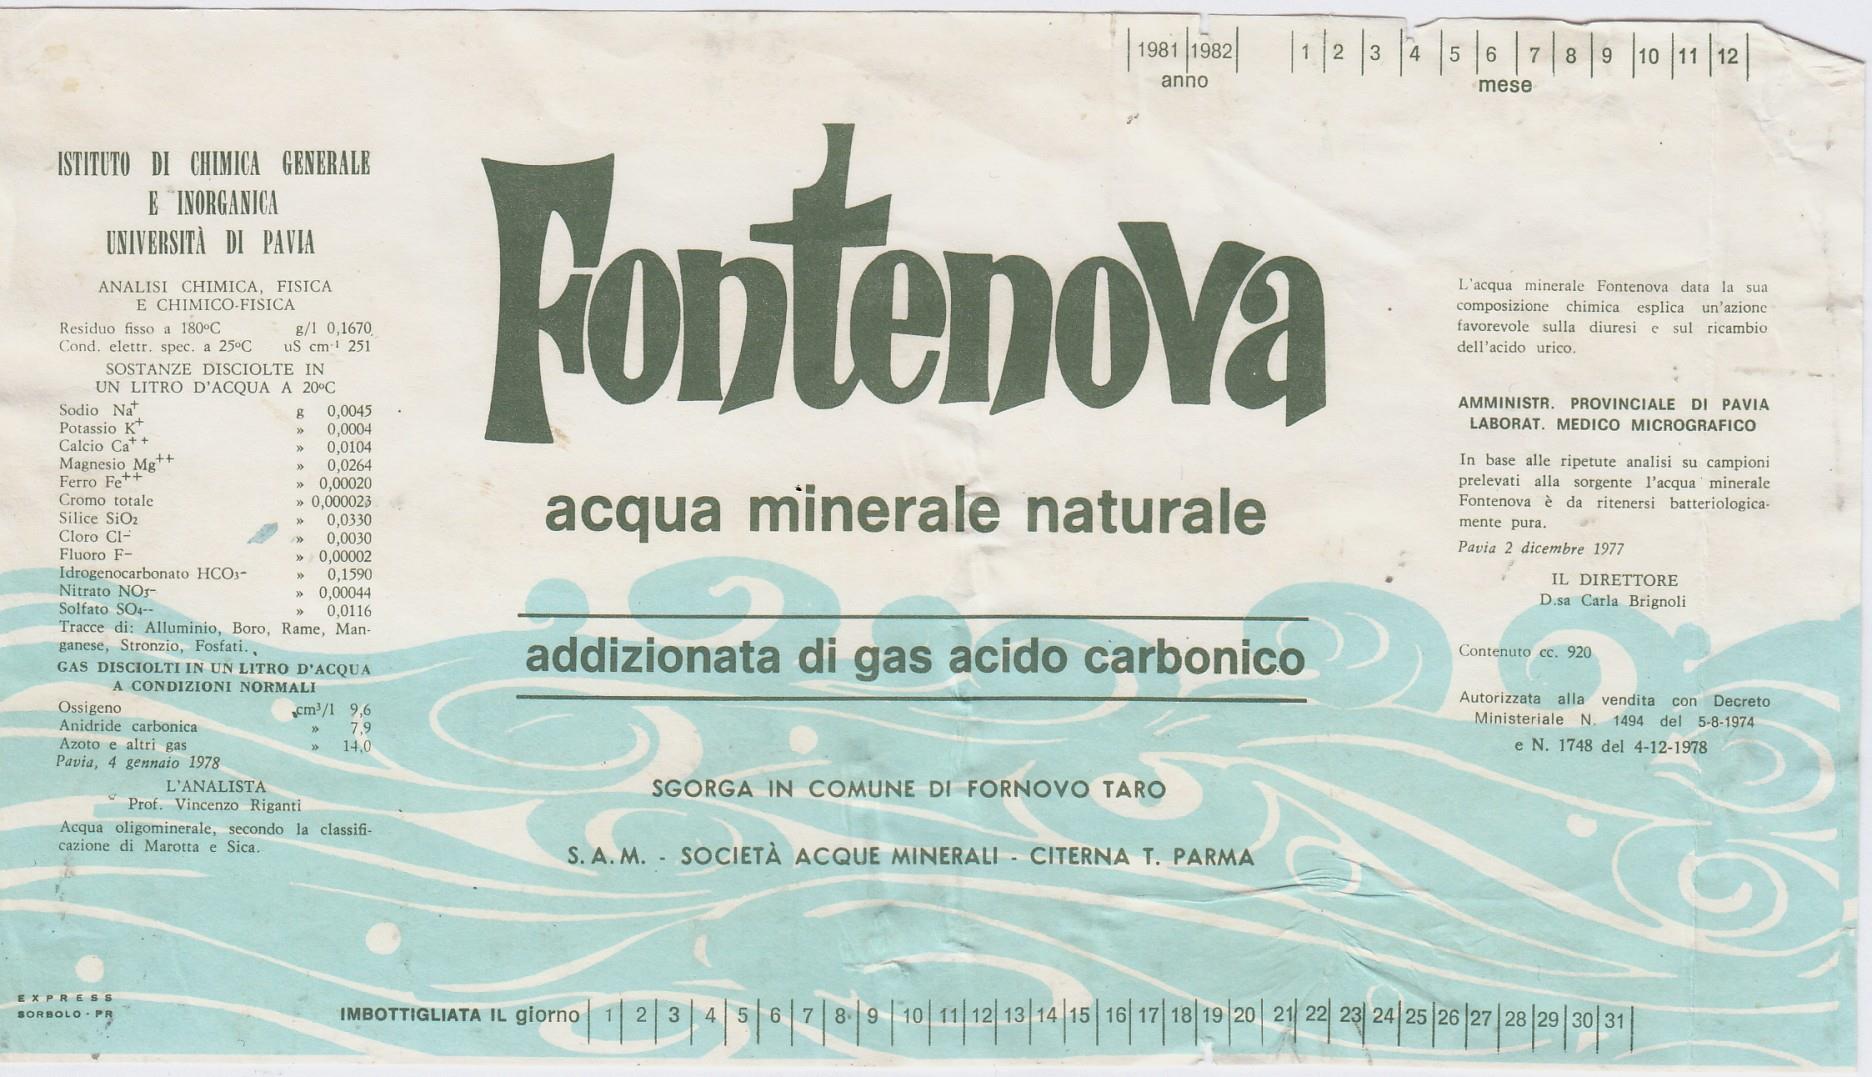 1981 1982
anno
1 2 3 4 5 6 7 8 9 10 11 12
mese
ISTITUTO DI CHIMICA GENERALE
E INORGANICA
UNIVERSITÀ DI PAVIA
ANALISI CHIMICA, FISICA
E CHIMICO-FISICA
Residuo fisso a 180ºC g/l 0,1670
Cond. elettr. spec. a 25ºC uS cm-1 251
SOSTANZE DISCIOLTE IN
UN LITRO D'ACQUA A 20ºC
Sodio Na+ g 0,0045
Potassio K+ » 0,0004
Calcio Ca++ » 0,0104
Magnesio Mg++ » 0,0264
Ferro Fe++ » 0,00020
Cromo totale » 0,000023
Silice SiO2 » 0,0330
Cloro Cl- » 0,0030
Fluoro F- » 0,00002
Idrogenocarbonato HCO3- » 0,1590
Nitrato NO3- » 0,00044
Solfato SO4-- » 0,0116
Tracce di: Alluminio, Boro, Rame, Man-
ganese, Stronzio, Fosfati.
GAS DISCIOLTI IN UN LITRO D'ACQUA
A CONDIZIONI NORMALI
Ossigeno cm³/l 9,6
Anidride carbonica » 7,9
Azoto e altri gas » 14,0
Pavia, 4 gennaio 1978
L'ANALISTA
Prof. Vincenzo Riganti
Acqua oligominerale, secondo la classifi-
cazione di Marotta e Sica.
EXPRESS
SORBOLO - PR
Fontenova
acqua minerale naturale
addizionata di gas acido carbonico
SGORGA IN COMUNE DI FORNOVO TARO
S.A.M. - SOCIETÀ ACQUE MINERALI - CITERNA T. PARMA
L'acqua minerale Fontenova data la sua
composizione chimica esplica un'azione
favorevole sulla diuresi e sul ricambio
dell'acido urico.
AMMINISTR. PROVINCIALE DI PAVIA
LABORAT. MEDICO MICROGRAFICO
In base alle ripetute analisi su campioni
prelevati alla sorgente l'acqua minerale
Fontenova è da ritenersi batteriologica-
mente pura.
Pavia 2 dicembre 1977
IL DIRETTORE
D.sa Carla Brignoli
Contenuto cc. 920
Autorizzata alla vendita con Decreto
Ministeriale N. 1494 del 5-8-1974
e N. 1748 del 4-12-1978
IMBOTTIGLIATA IL giorno 1 2 3 4 5 6 7 8 9 10 11 12 13 14 15 16 17 18 19 20 21 22 23 24 25 26 27 28 29 30 31